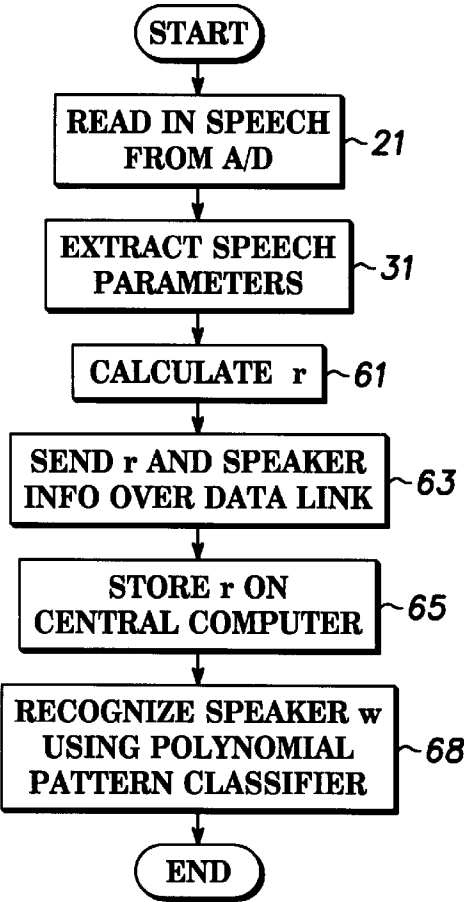 START
READ IN SPEECH
FROM A/D
21
EXTRACT SPEECH
PARAMETERS
31
CALCULATE r
61
SEND r AND SPEAKER
INFO OVER DATA LINK
63
STORE r ON
CENTRAL COMPUTER
65
RECOGNIZE SPEAKER w
USING POLYNOMIAL
PATTERN CLASSIFIER
68
END